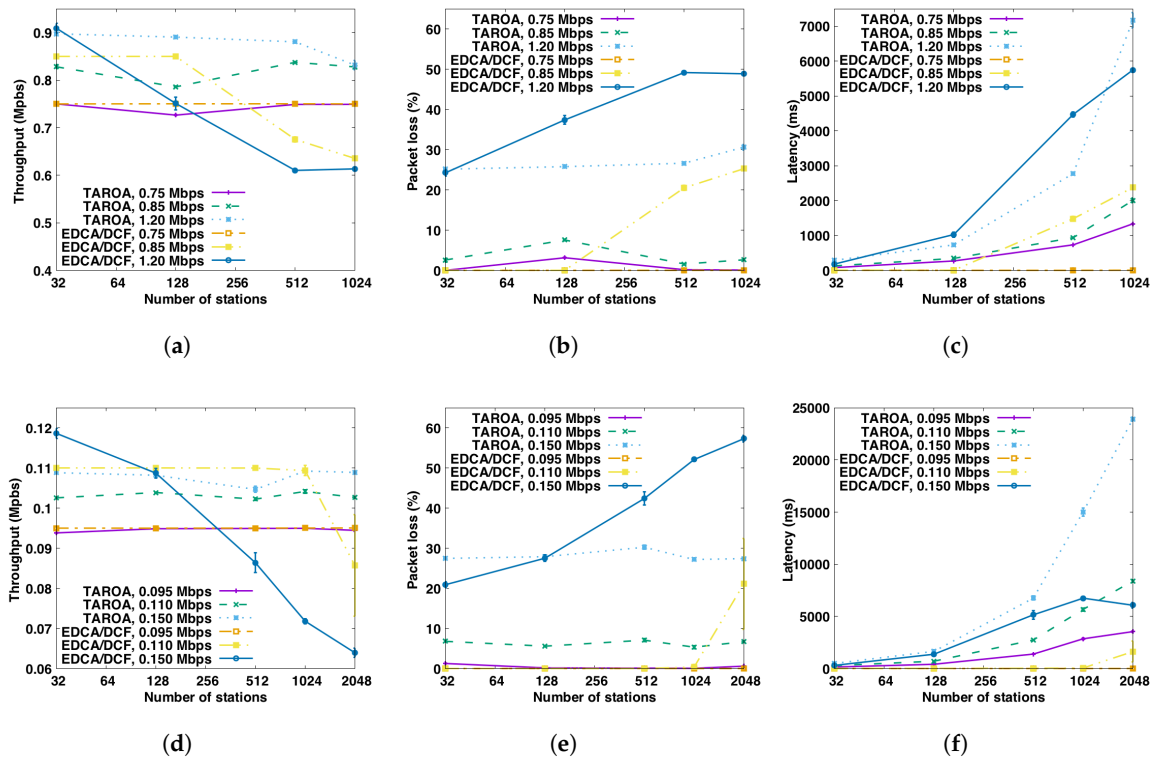 0.9
0.8
0.7
0.6
0.5
0.4
Throughput (Mpbs)
TAROA, 0.75 Mbps
TAROA, 0.85 Mbps
TAROA, 1.20 Mbps
EDCA/DCF, 0.75 Mbps
EDCA/DCF, 0.85 Mbps
EDCA/DCF, 1.20 Mbps
32 64 128 256 512 1024
Number of stations
(a)
60
50
40
30
20
10
0
Packet loss (%)
TAROA, 0.75 Mbps
TAROA, 0.85 Mbps
TAROA, 1.20 Mbps
EDCA/DCF, 0.75 Mbps
EDCA/DCF, 0.85 Mbps
EDCA/DCF, 1.20 Mbps
32 64 128 256 512 1024
Number of stations
(b)
7000
6000
5000
4000
3000
2000
1000
0
Latency (ms)
TAROA, 0.75 Mbps
TAROA, 0.85 Mbps
TAROA, 1.20 Mbps
EDCA/DCF, 0.75 Mbps
EDCA/DCF, 0.85 Mbps
EDCA/DCF, 1.20 Mbps
32 64 128 256 512 1024
Number of stations
(c)
0.12
0.11
0.1
0.09
0.08
0.07
0.06
Throughput (Mpbs)
TAROA, 0.095 Mbps
TAROA, 0.110 Mbps
TAROA, 0.150 Mbps
EDCA/DCF, 0.095 Mbps
EDCA/DCF, 0.110 Mbps
EDCA/DCF, 0.150 Mbps
32 64 128 256 512 1024 2048
Number of stations
(d)
60
50
40
30
20
10
0
Packet loss (%)
TAROA, 0.095 Mbps
TAROA, 0.110 Mbps
TAROA, 0.150 Mbps
EDCA/DCF, 0.095 Mbps
EDCA/DCF, 0.110 Mbps
EDCA/DCF, 0.150 Mbps
32 64 128 256 512 1024 2048
Number of stations
(e)
25000
20000
15000
10000
5000
0
Latency (ms)
TAROA, 0.095 Mbps
TAROA, 0.110 Mbps
TAROA, 0.150 Mbps
EDCA/DCF, 0.095 Mbps
EDCA/DCF, 0.110 Mbps
EDCA/DCF, 0.150 Mbps
32 64 128 256 512 1024 2048
Number of stations
(f)